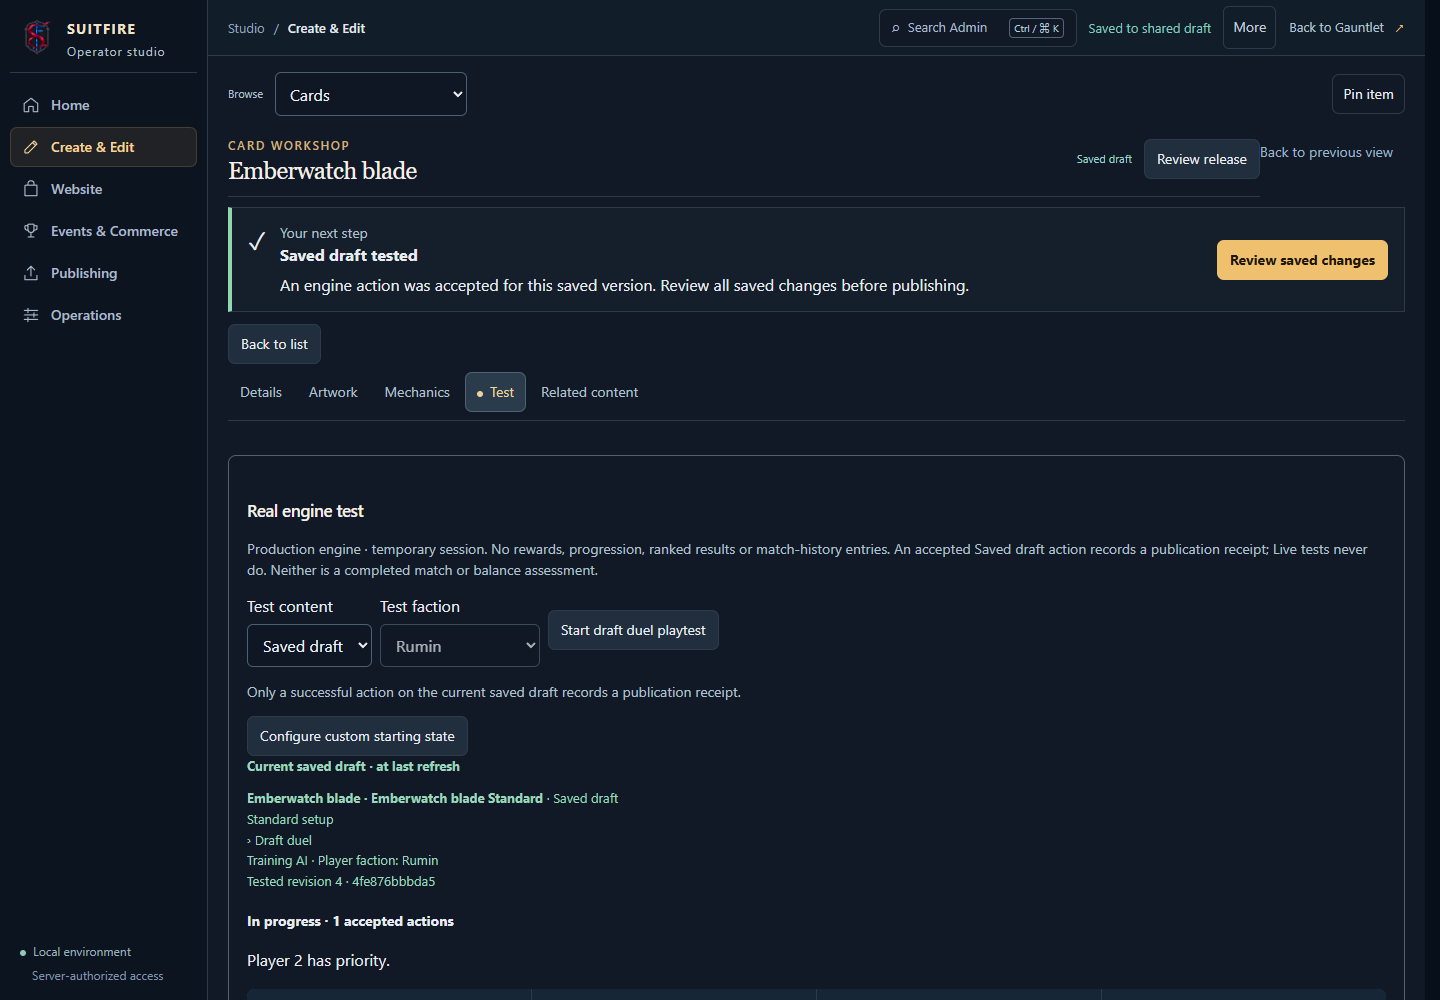 SUITFIRE
Operator studio
Home
Create & Edit
Website
Events & Commerce
Publishing
Operations
Local environment
Server-authorized access
Studio / Create & Edit
Search Admin Ctrl / ⌘ K
Saved to shared draft
More
Back to Gauntlet ↗
Browse
Cards
Pin item
CARD WORKSHOP
Emberwatch blade
Saved draft
Review release
Back to previous view
✓
Your next step
Saved draft tested
An engine action was accepted for this saved version. Review all saved changes before publishing.
Review saved changes
Back to list
Details
Artwork
Mechanics
Test
Related content
Real engine test
Production engine · temporary session. No rewards, progression, ranked results or match-history entries. An accepted Saved draft action records a publication receipt; Live tests never
do. Neither is a completed match or balance assessment.
Test content
Test faction
Saved draft
Rumin
Start draft duel playtest
Only a successful action on the current saved draft records a publication receipt.
Configure custom starting state
Current saved draft · at last refresh
Emberwatch blade · Emberwatch blade Standard · Saved draft
Standard setup
› Draft duel
Training AI · Player faction: Rumin
Tested revision 4 · 4fe876bbbda5
In progress · 1 accepted actions
Player 2 has priority.